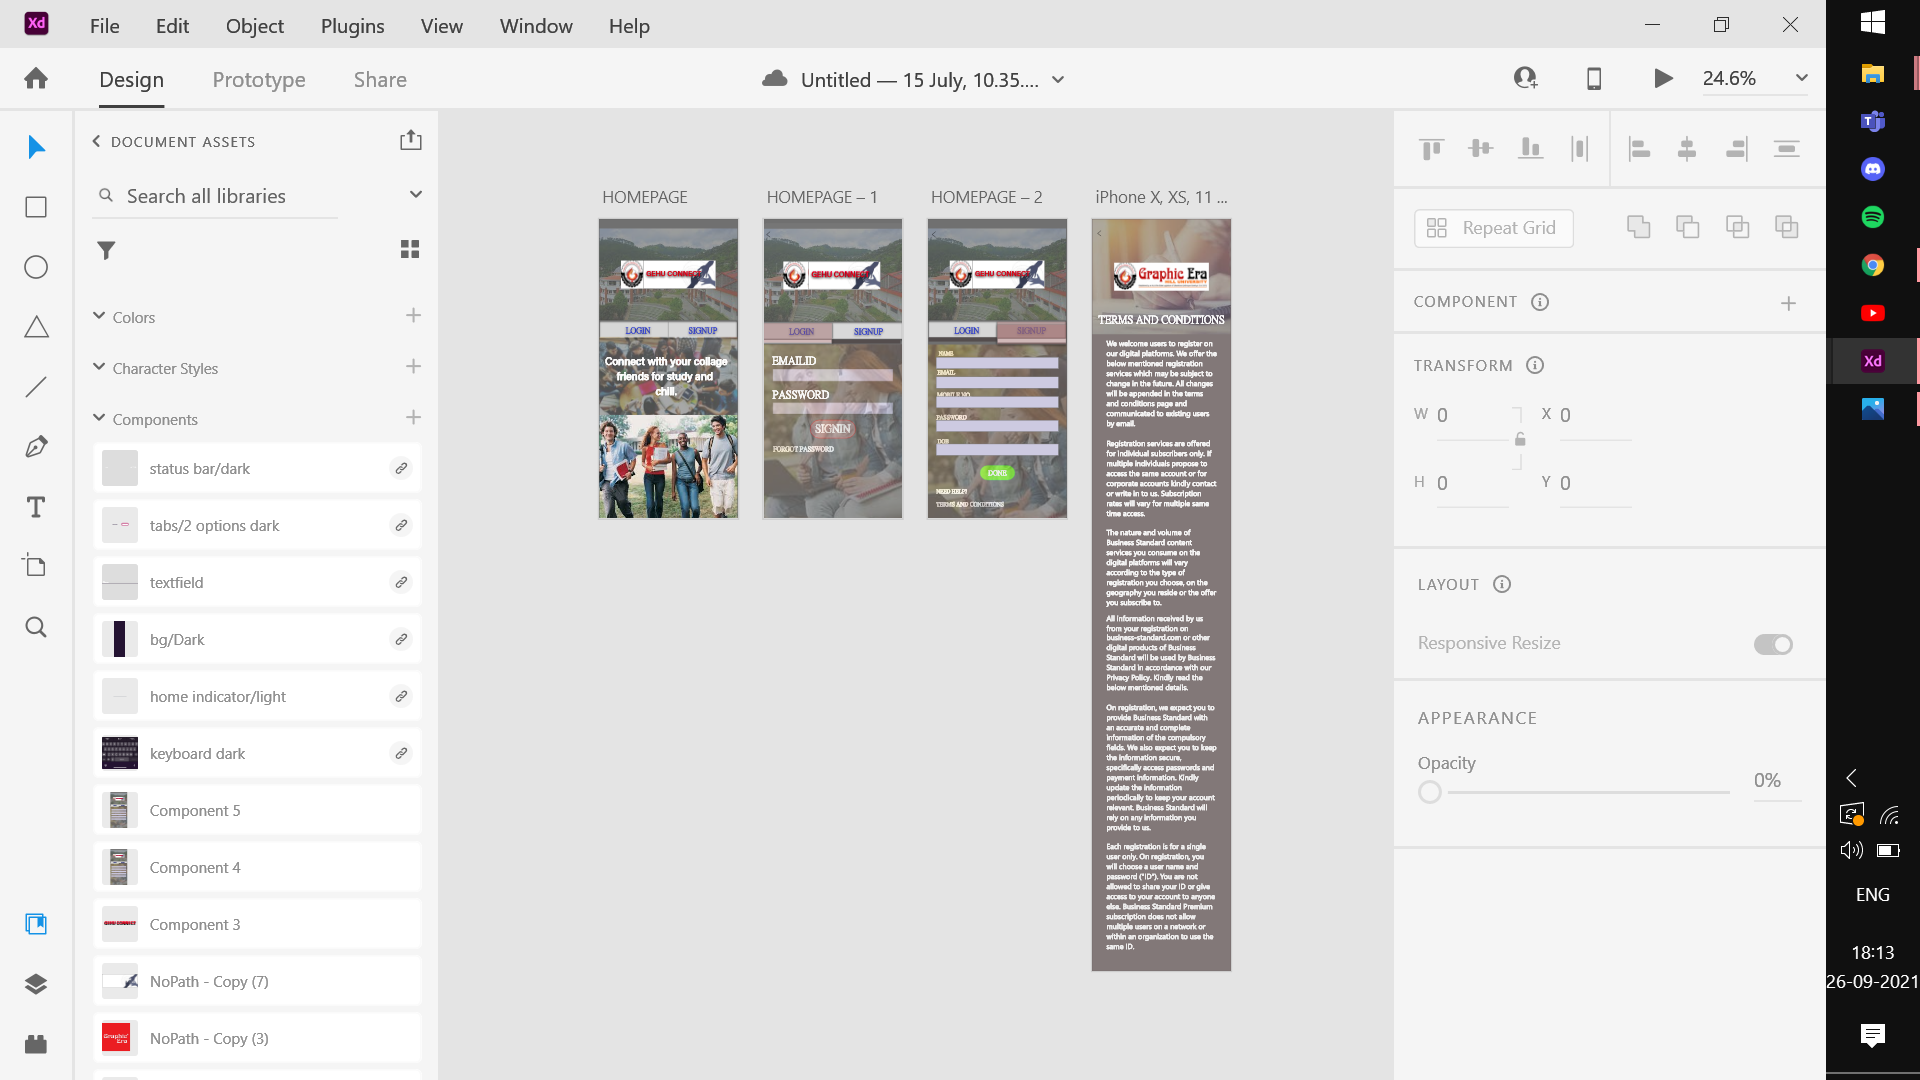 Xd
File Edit Object Plugins View Window Help
Design Prototype Share
Untitled — 15 July, 10.35....
24.6%
DOCUMENT ASSETS
Search all libraries
Colors
Character Styles
Components
status bar/dark
tabs/2 options dark
textfield
bg/Dark
home indicator/light
keyboard dark
Component 5
Component 4
Component 3
NoPath - Copy (7)
NoPath - Copy (3)
HOMEPAGE
GEHU CONNECT
LOGIN SIGNUP
Connect with your collage
friends for study and
chill.
HOMEPAGE – 1
GEHU CONNECT
LOGIN SIGNUP
EMAILID
PASSWORD
SIGNIN
FORGOT PASSWORD
HOMEPAGE – 2
GEHU CONNECT
LOGIN SIGNUP
NAME
EMAIL
PASSWORD
DOB
DONE
NEED HELP?
TERMS AND CONDITIONS
iPhone X, XS, 11 ...
Graphic Era
HILL UNIVERSITY
TERMS AND CONDITIONS
We welcome users to register on
our digital platforms. We offer the
below mentioned registration
services which may be subject to
change in the future. All changes
will be appended in the terms
and conditions page and
communicated to existing users
by email.
Registration services are offered
for individual subscribers only. If
multiple individuals propose to
access the same account or for
corporate accounts kindly contact
or write in to us. Subscription
rates will vary for multiple same
time access.
The nature and volume of
Business Standard content
services you consume on the
digital platforms will vary
according to the type of
registration you choose, on the
geography you reside or the offer
you subscribe to.
All information received by us
from your registration on
business-standard.com or other
digital products of Business
Standard will be used by Business
Standard in accordance with our
Privacy Policy. Kindly read the
below mentioned details.
On registration, we expect you to
provide Business Standard with
an accurate and complete
information of the compulsory
fields. We also expect you to keep
the information secure,
specifically access passwords and
payment information. Kindly
update the information
periodically to keep your account
relevant. Business Standard will
rely on any information you
provide to us.
Each registration is for a single
user only. On registration, you
will choose a user name and
password ("ID"). You are not
allowed to share your ID or give
access to your account to anyone
else. Business Standard Premium
subscription does not allow
multiple users on a network or
within an organization to use the
same ID.
Repeat Grid
COMPONENT
TRANSFORM
W 0 X 0
H 0 Y 0
LAYOUT
Responsive Resize
APPEARANCE
Opacity
0%
Xd
ENG
18:13
26-09-2021